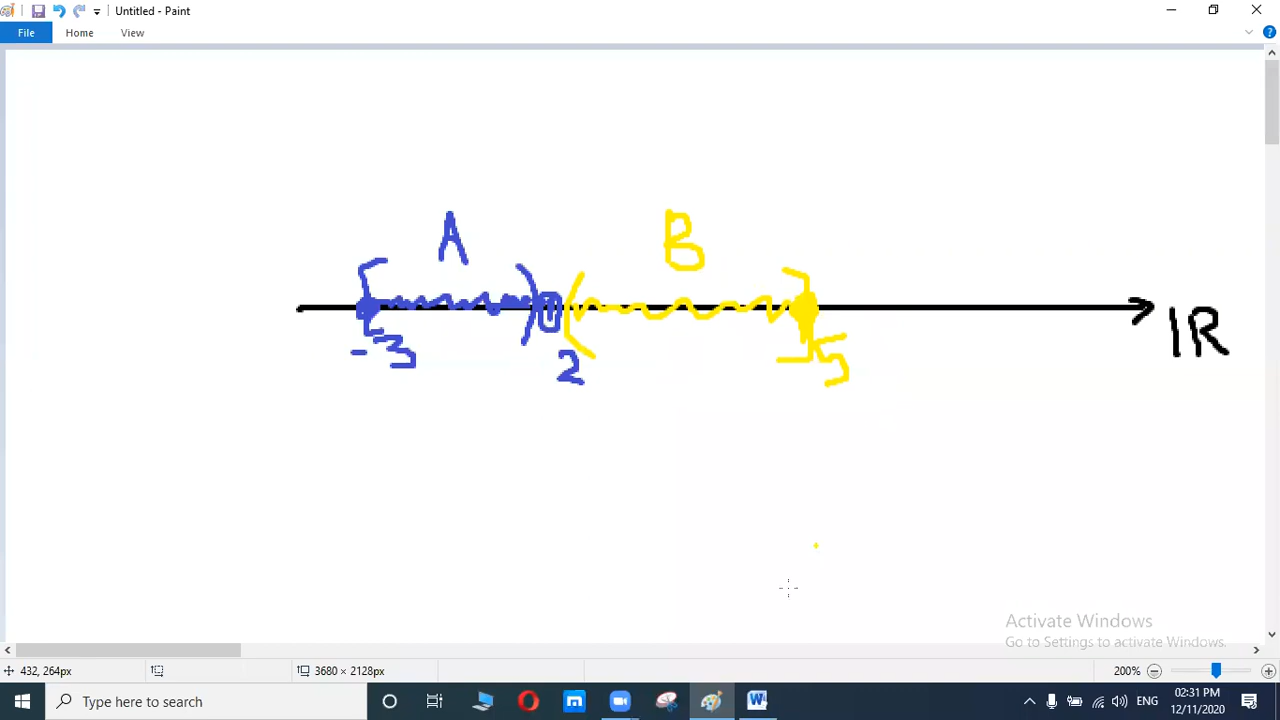 Untitled - Paint
File Home View
A B
[ ) ( ]
-3 2 5
IR
Activate Windows
Go to Settings to activate Windows.
432, 264px 3680 × 2128px 200%
Type here to search
ENG
02:31 PM
12/11/2020